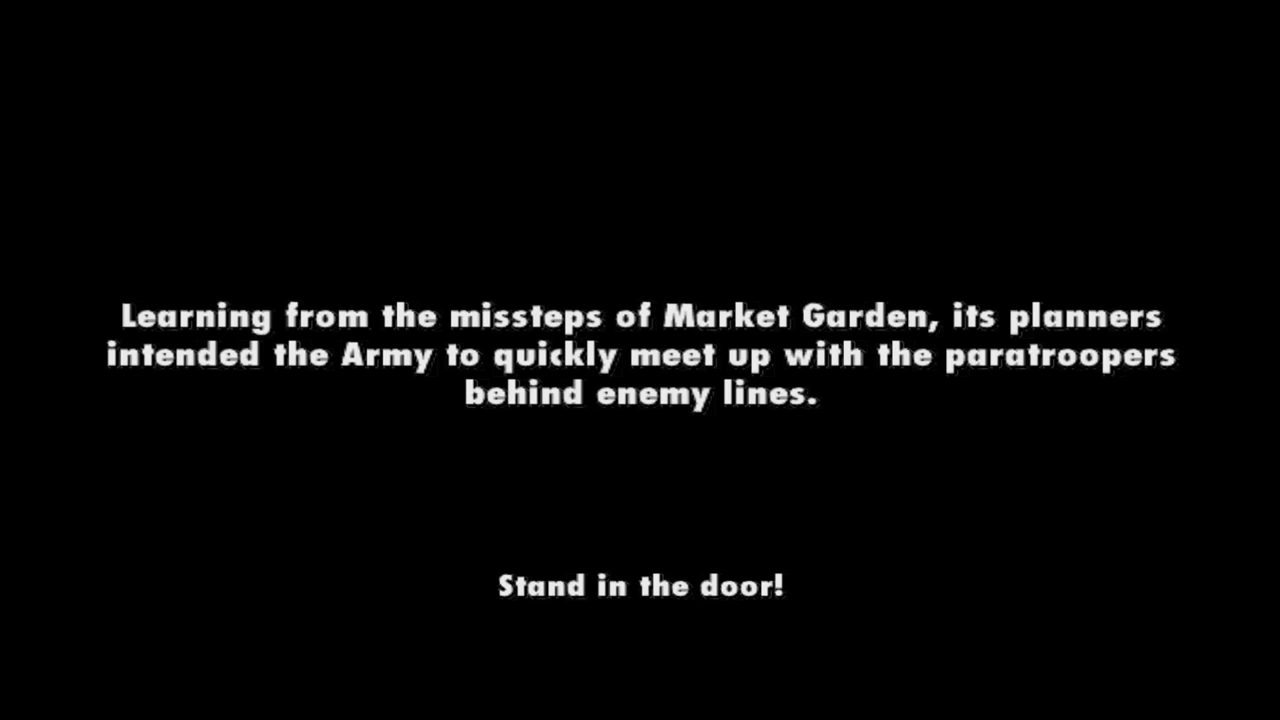 Learning from the missteps of Market Garden, its planners
intended the Army to quickly meet up with the paratroopers
behind enemy lines.
Stand in the door!